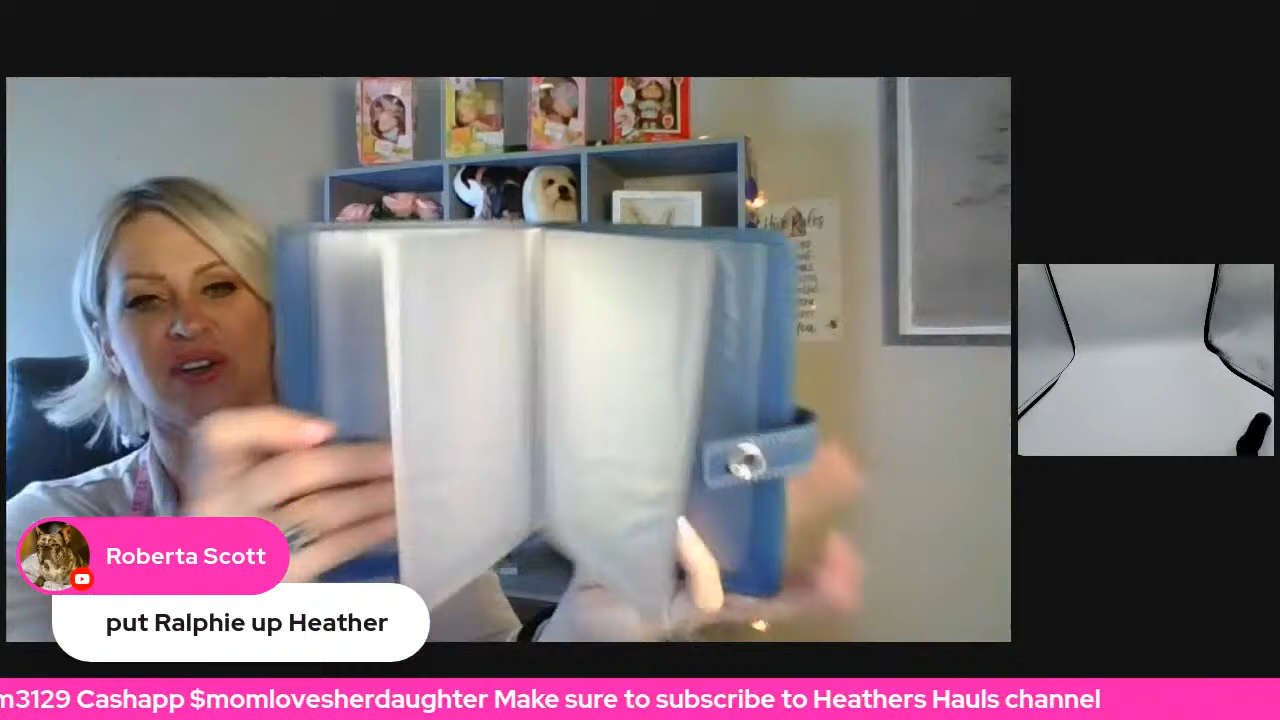 Roberta Scott
put Ralphie up Heather
m3129 Cashapp $momlovesherdaughter Make sure to subscribe to Heathers Hauls channel